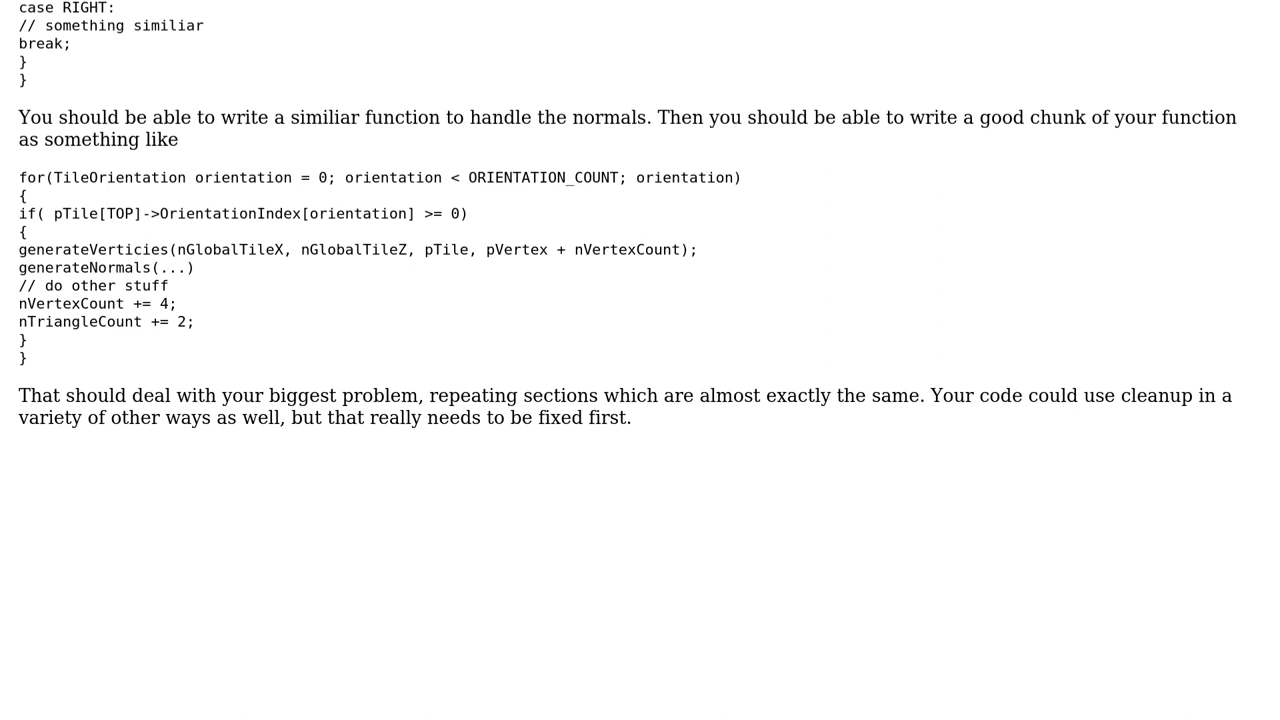 case RIGHT:
// something similiar
break;
}
}
You should be able to write a similiar function to handle the normals. Then you should be able to write a good chunk of your function
as something like
for(TileOrientation orientation = 0; orientation < ORIENTATION_COUNT; orientation)
{
if( pTile[TOP]->OrientationIndex[orientation] >= 0)
{
generateVerticies(nGlobalTileX, nGlobalTileZ, pTile, pVertex + nVertexCount);
generateNormals(...)
// do other stuff
nVertexCount += 4;
nTriangleCount += 2;
}
}
That should deal with your biggest problem, repeating sections which are almost exactly the same. Your code could use cleanup in a
variety of other ways as well, but that really needs to be fixed first.